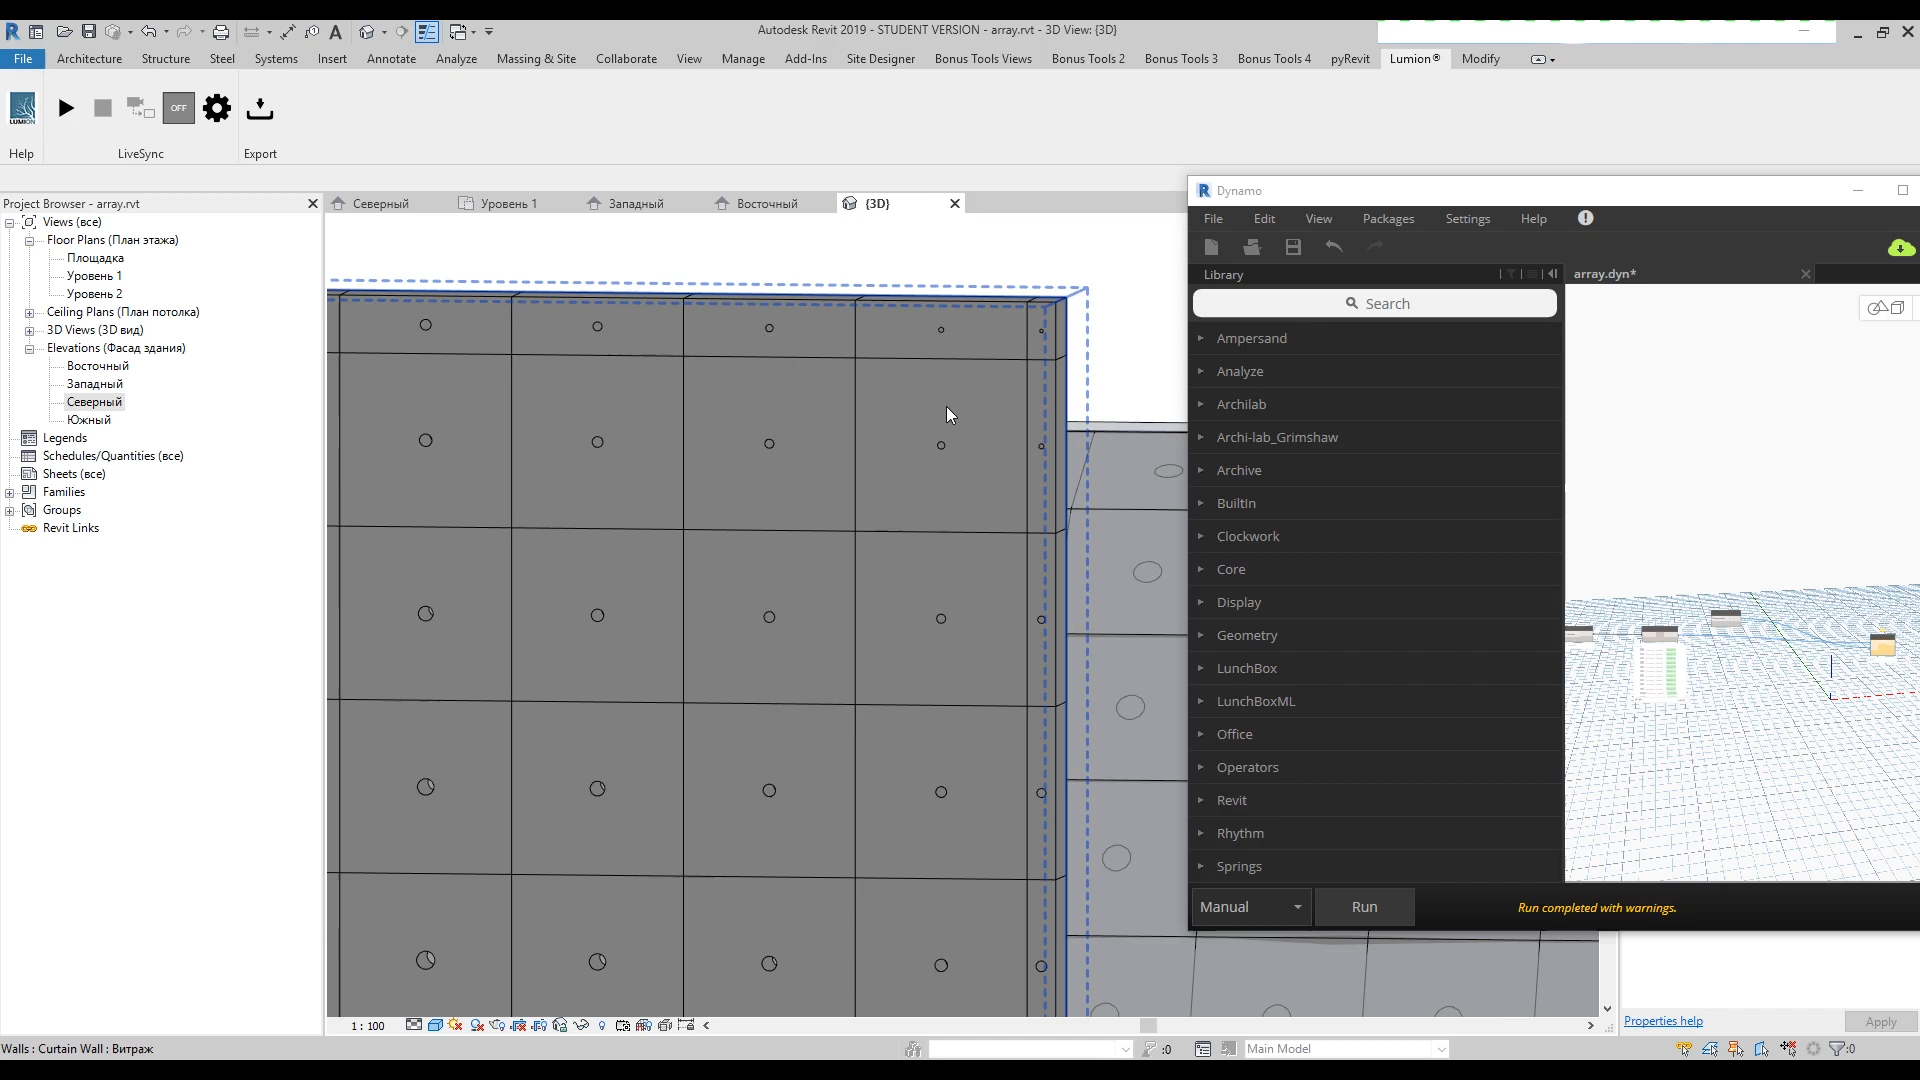 Autodesk Revit 2019 - STUDENT VERSION - array.rvt - 3D View: {3D}
File Architecture Structure Steel Systems Insert Annotate Analyze Massing & Site Collaborate View Manage Add-Ins Site Designer Bonus Tools Views Bonus Tools 2 Bonus Tools 3 Bonus Tools 4 pyRevit Lumion® Modify
LUMION
OFF
Help LiveSync Export
Project Browser - array.rvt
Северный Уровень 1 Западный Восточный {3D}
Views (все)
Floor Plans (План этажа)
Площадка
Уровень 1
Уровень 2
Ceiling Plans (План потолка)
3D Views (3D вид)
Elevations (Фасад здания)
Восточный
Западный
Северный
Южный
Legends
Schedules/Quantities (все)
Sheets (все)
Families
Groups
Revit Links
Dynamo
File Edit View Packages Settings Help
Library
array.dyn*
Search
Ampersand
Analyze
Archilab
Archi-lab_Grimshaw
Archive
BuiltIn
Clockwork
Core
Display
Geometry
LunchBox
LunchBoxML
Office
Operators
Revit
Rhythm
Springs
Manual Run Run completed with warnings.
1 : 100
Properties help Apply
Walls : Curtain Wall : Витраж
:0 Main Model :0